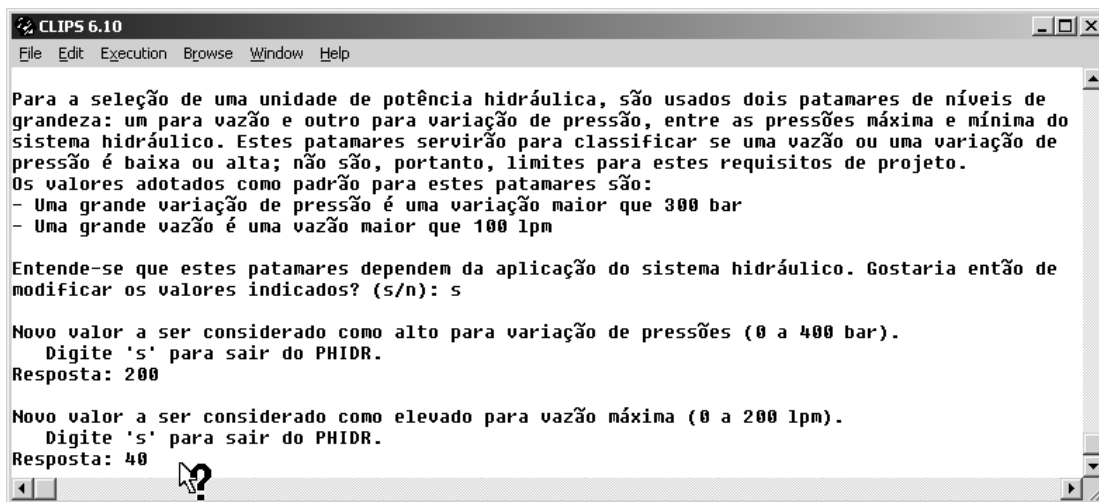 CLIPS 6.10
File Edit Execution Browse Window Help
Para a seleção de uma unidade de potência hidráulica, são usados dois patamares de níveis de
grandeza: um para vazão e outro para variação de pressão, entre as pressões máxima e mínima do
sistema hidráulico. Estes patamares servirão para classificar se uma vazão ou uma variação de
pressão é baixa ou alta; não são, portanto, limites para estes requisitos de projeto.
Os valores adotados como padrão para estes patamares são:
- Uma grande variação de pressão é uma variação maior que 300 bar
- Uma grande vazão é uma vazão maior que 100 lpm
Entende-se que estes patamares dependem da aplicação do sistema hidráulico. Gostaria então de
modificar os valores indicados? (s/n): s
Novo valor a ser considerado como alto para variação de pressões (0 a 400 bar).
Digite 's' para sair do PHIDR.
Resposta: 200
Novo valor a ser considerado como elevado para vazão máxima (0 a 200 lpm).
Digite 's' para sair do PHIDR.
Resposta: 40